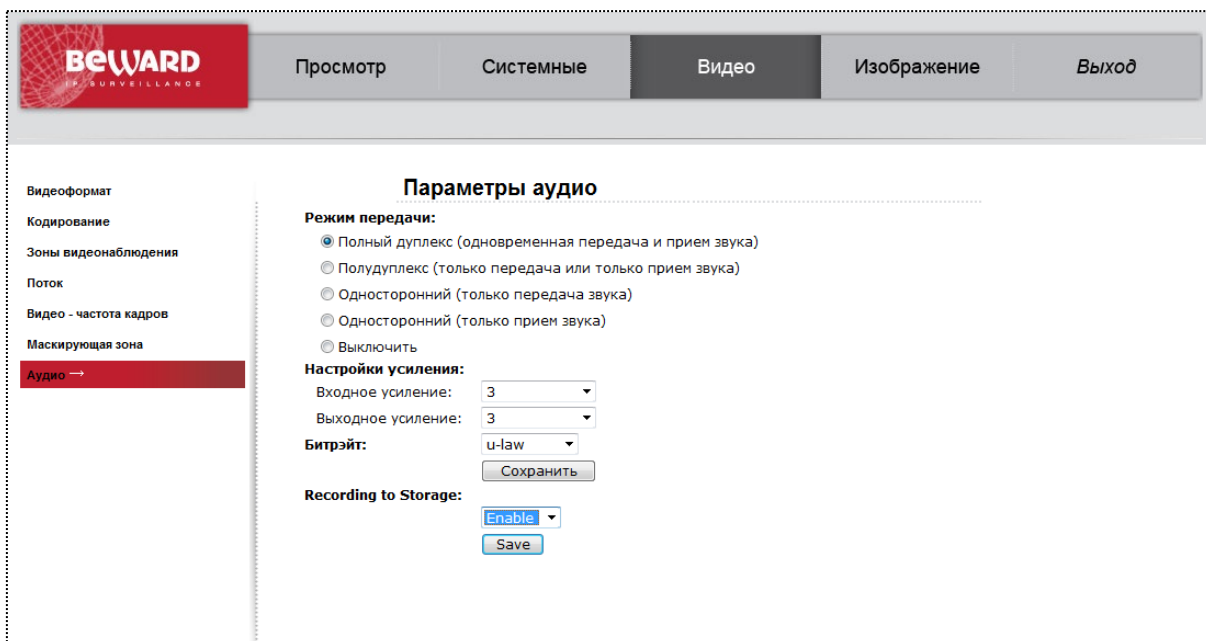 BEWARD
IP SURVEILLANCE
Просмотр Системные Видео Изображение Выход
Видеоформат
Кодирование
Зоны видеонаблюдения
Поток
Видео - частота кадров
Маскирующая зона
Аудио →
Параметры аудио
Режим передачи:
Полный дуплекс (одновременная передача и прием звука)
Полудуплекс (только передача или только прием звука)
Односторонний (только передача звука)
Односторонний (только прием звука)
Выключить
Настройки усиления:
Входное усиление: 3
Выходное усиление: 3
Битрэйт: u-law
Сохранить
Recording to Storage:
Enable
Save